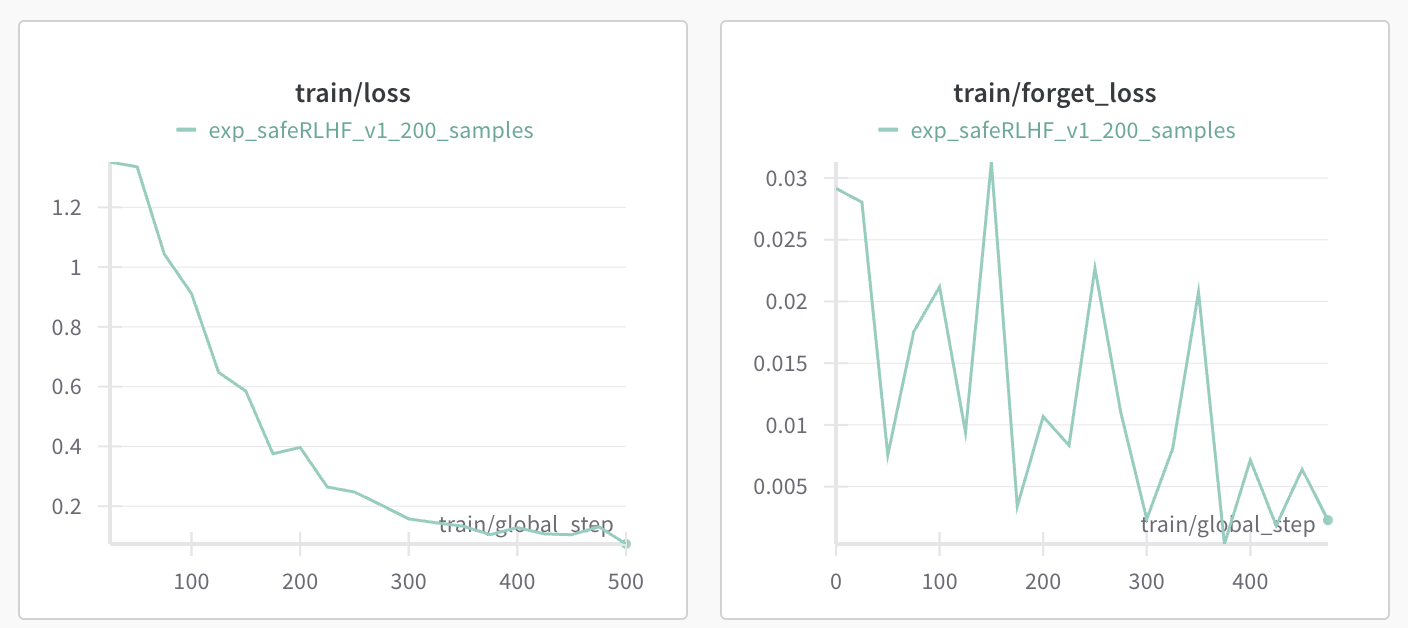 train/loss
exp_safeRLHF_v1_200_samples
1.2
1
0.8
0.6
0.4
0.2
train/global_step
100 200 300 400 500
train/forget_loss
exp_safeRLHF_v1_200_samples
0.03
0.025
0.02
0.015
0.01
0.005
train/global_step
0 100 200 300 400